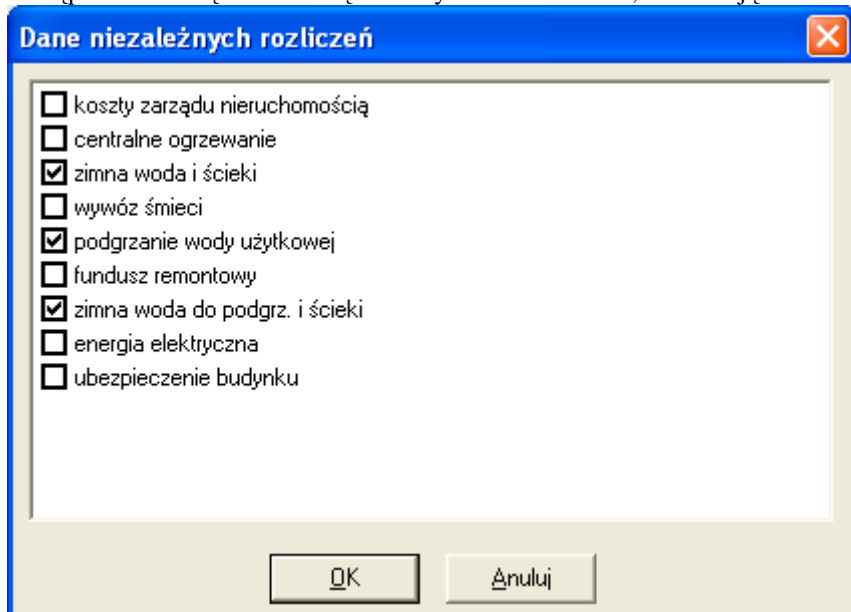 Dane niezależnych rozliczeń
koszty zarządu nieruchomością
centralne ogrzewanie
zimna woda i ścieki
wywóz śmieci
podgrzanie wody użytkowej
fundusz remontowy
zimna woda do podgrz. i ścieki
energia elektryczna
ubezpieczenie budynku
OK Anuluj